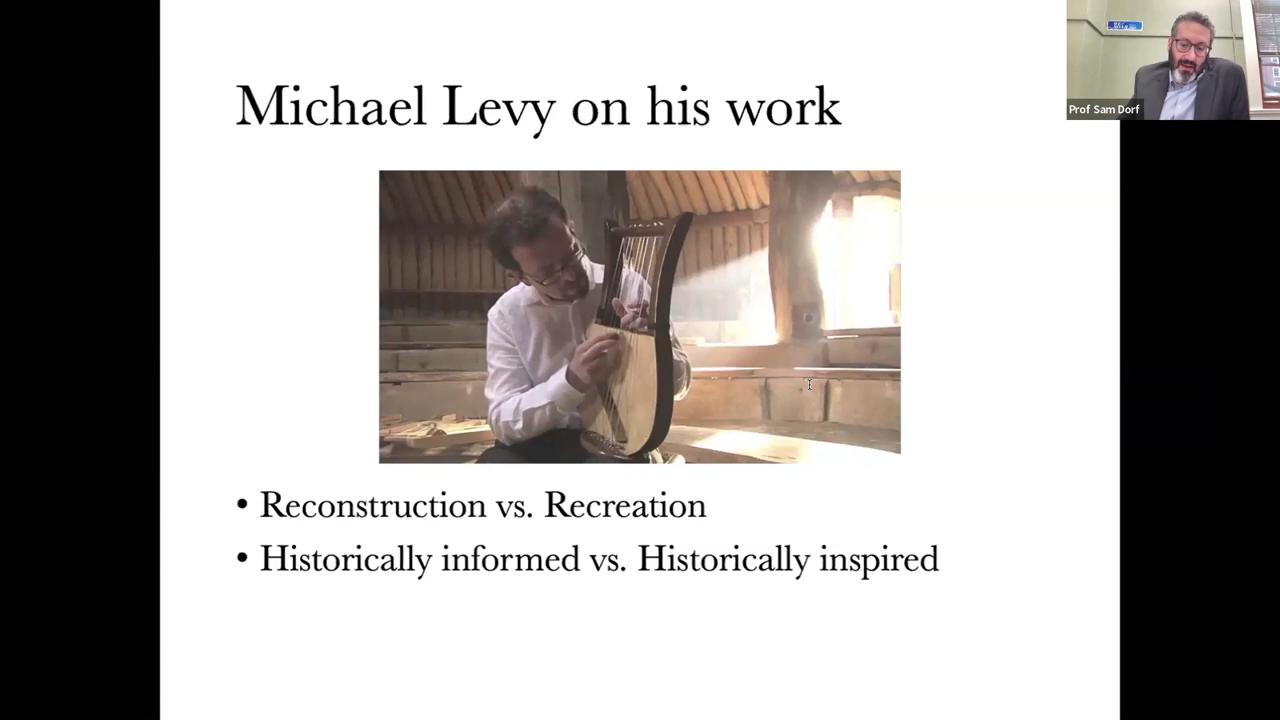 Michael Levy on his work
Prof Sam Dorf
• Reconstruction vs. Recreation
• Historically informed vs. Historically inspired